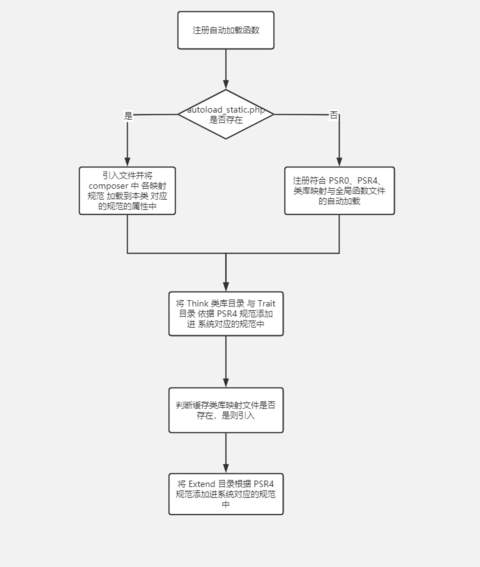 注册自动加载函数
autoload_static.php
是否存在
是
否
引入文件并将
composer 中 各映射
规范 加载到本类 对应
的规范的属性中
注册符合 PSR0、PSR4、
类库映射与全局函数文件
的自动加载
将 Think 类库目录 与 Trait
目录 依据 PSR4 规范添加
进 系统对应的规范中
判断缓存类库映射文件是否
存在、是则引入
将 Extend 目录根据 PSR4
规范添加进系统对应的规范
中